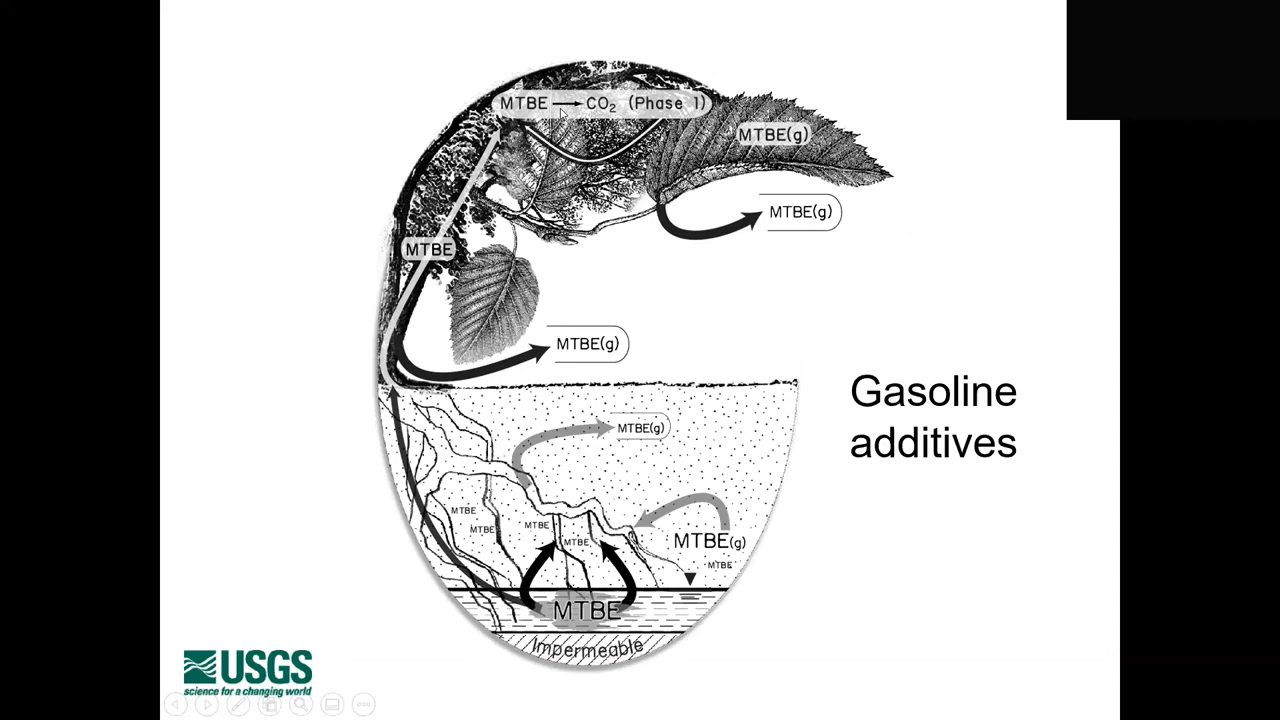 MTBE → CO₂ (Phase 1)
MTBE(g)
MTBE(g)
MTBE
MTBE(g)
Gasoline
additives
MTBE(g)
MTBE
MTBE
MTBE
MTBE
MTBE(g)
MTBE
MTBE
Impermeable
USGS
science for a changing world